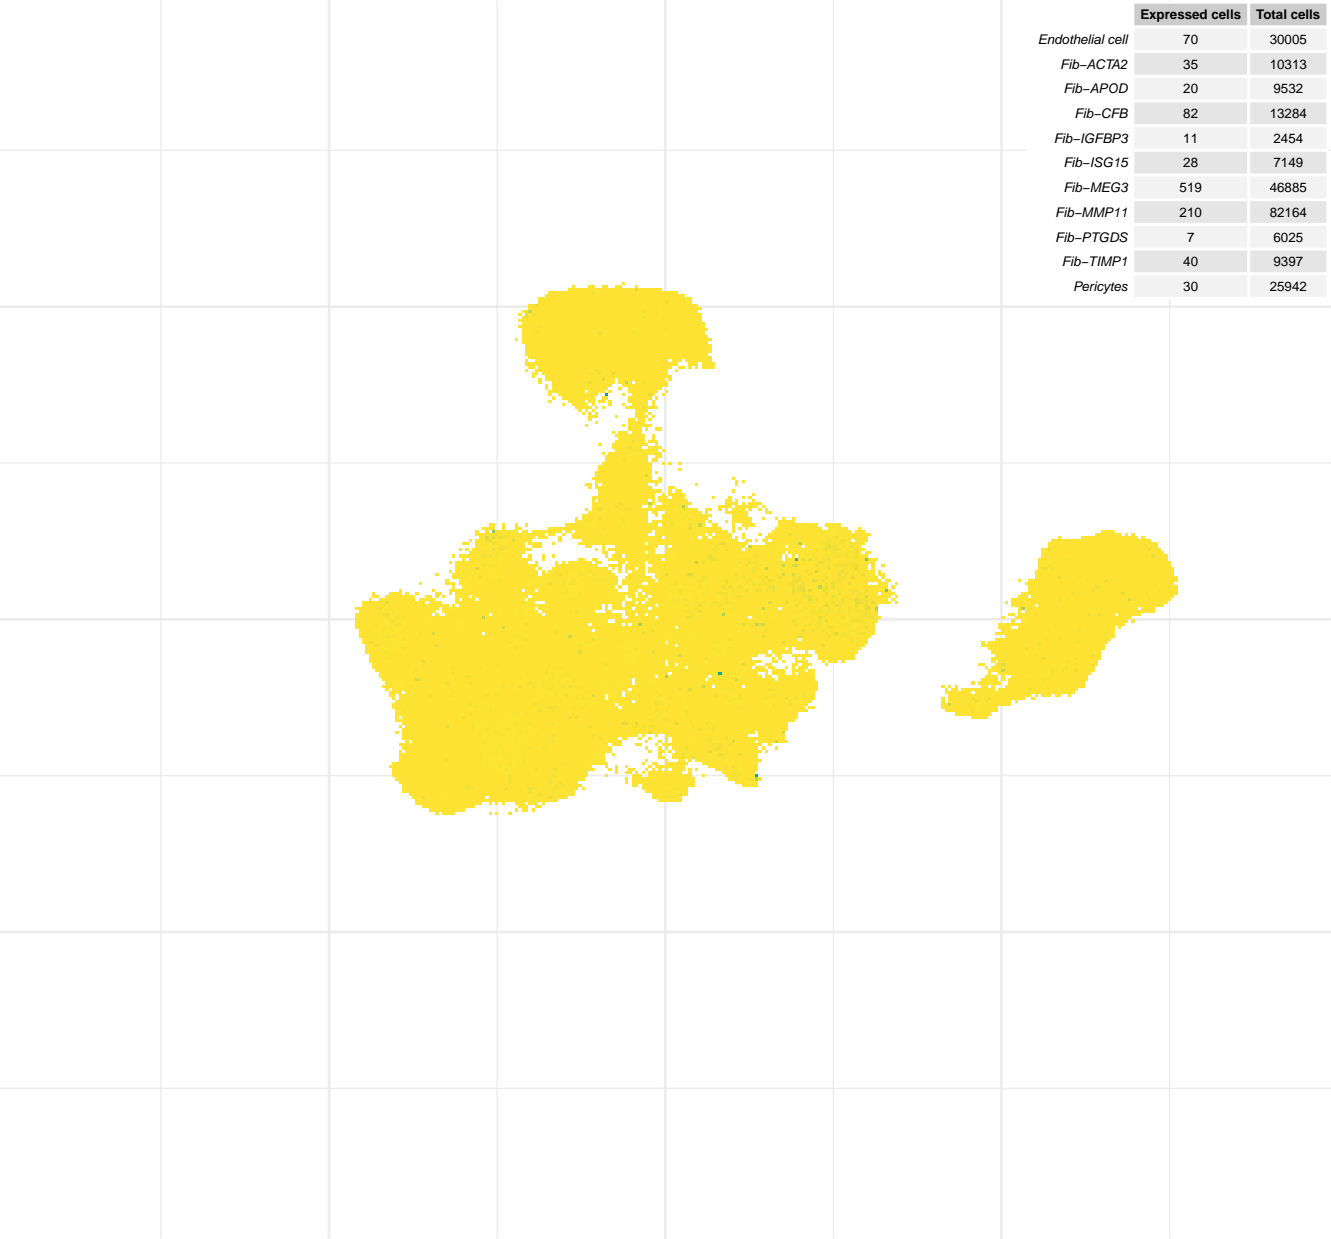 Expressed cells Total cells
Endothelial cell 70 30005
Fib−ACTA2 35 10313
Fib−APOD 20 9532
Fib−CFB 82 13284
Fib−IGFBP3 11 2454
Fib−ISG15 28 7149
Fib−MEG3 519 46885
Fib−MMP11 210 82164
Fib−PTGDS 7 6025
Fib−TIMP1 40 9397
Pericytes 30 25942